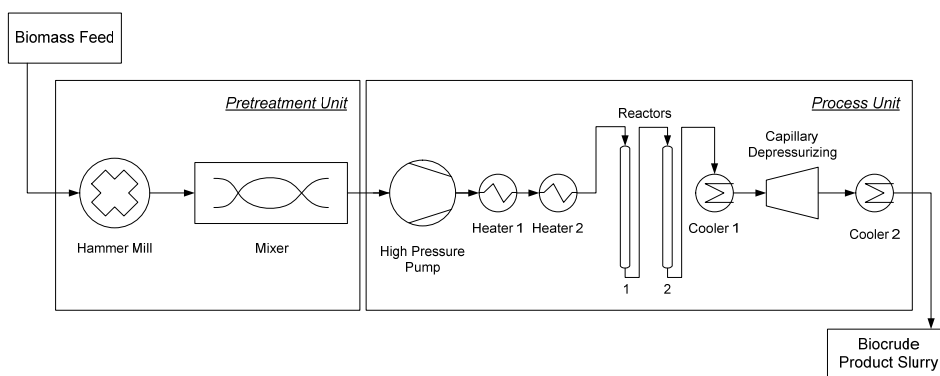 Biomass Feed
Pretreatment Unit
Process Unit
Reactors
Capillary
Depressurizing
Hammer Mill
Mixer
High Pressure
Pump
Heater 1
Heater 2
1
2
Cooler 1
Cooler 2
Biocrude
Product Slurry